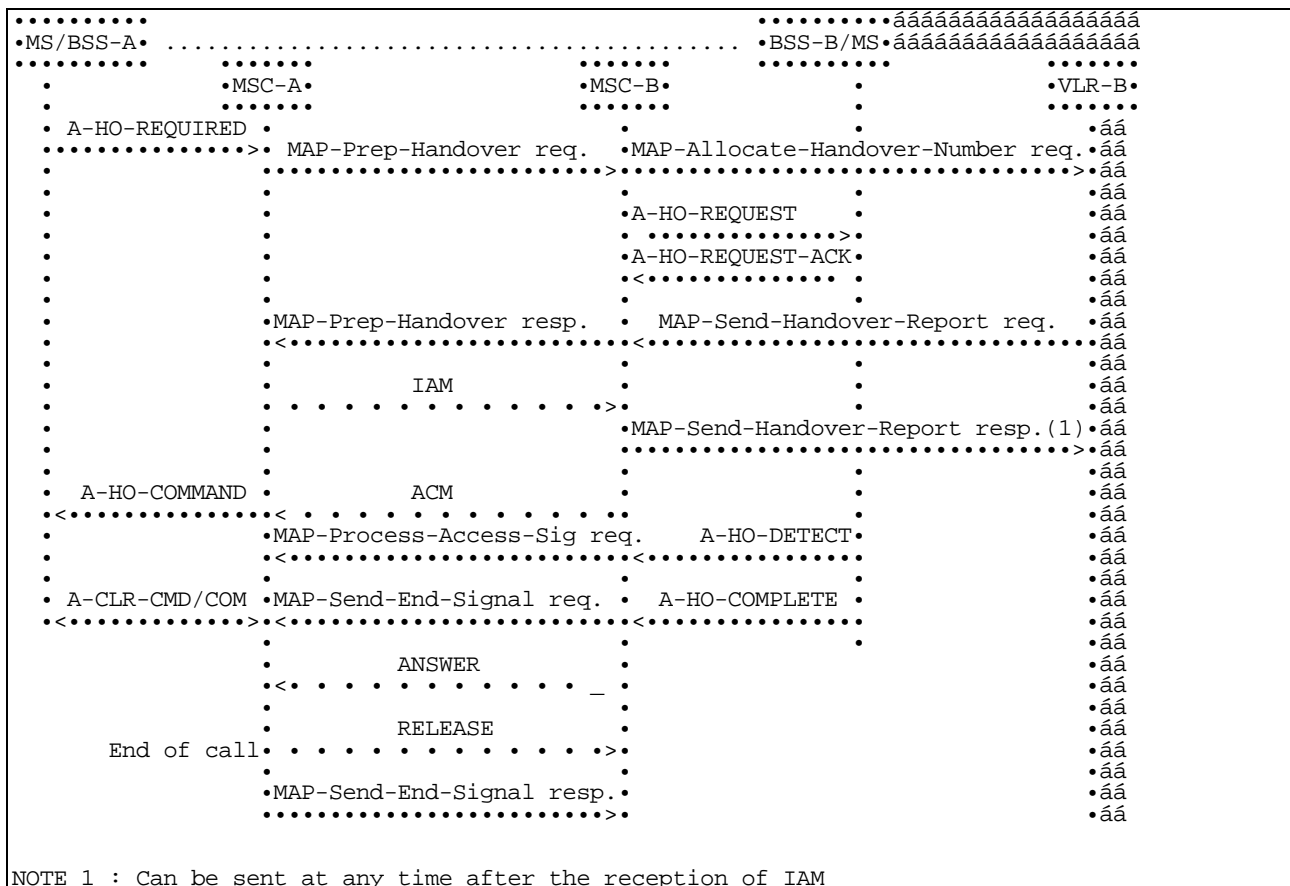 MS/BSS-A BSS-B/MS
MSC-A MSC-B VLR-B
A-HO-REQUIRED
MAP-Prep-Handover req. MAP-Allocate-Handover-Number req.
A-HO-REQUEST
A-HO-REQUEST-ACK
MAP-Prep-Handover resp. MAP-Send-Handover-Report req.
IAM
MAP-Send-Handover-Report resp.(1)
A-HO-COMMAND ACM
MAP-Process-Access-Sig req. A-HO-DETECT
A-CLR-CMD/COM MAP-Send-End-Signal req. A-HO-COMPLETE
ANSWER
RELEASE
End of call
MAP-Send-End-Signal resp.
NOTE 1 : Can be sent at any time after the reception of IAM